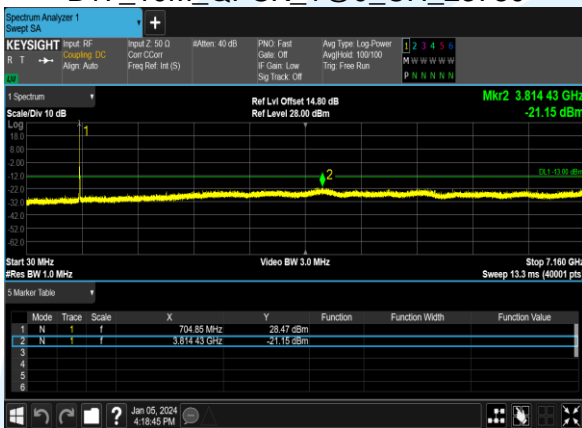 Spectrum Analyzer 1
Swept SA
KEYSIGHT
R T
LV
Input: RF
Coupling: DC
Align: Auto
Input Z: 50 Ω
Corr CCorr
Freq Ref: Int (S)
#Atten: 40 dB
PNO: Fast
Gate: Off
IF Gain: Low
Sig Track: Off
Avg Type: Log-Power
Avg|Hold: 100/100
Trig: Free Run
1 2 3 4 5 6
M W W W W W
P N N N N N
1 Spectrum
Scale/Div 10 dB
Ref Lvl Offset 14.80 dB
Ref Level 28.00 dBm
Mkr2 3.814 43 GHz
-21.15 dBm
Log
18.0
8.00
-2.00
-12.0
-22.0
-32.0
-42.0
-52.0
-62.0
1
2
DL1 -13.00 dBm
Start 30 MHz
#Res BW 1.0 MHz
Video BW 3.0 MHz
Stop 7.160 GHz
Sweep 13.3 ms (40001 pts)
5 Marker Table
Mode Trace Scale X Y Function Function Width Function Value
1 N 1 f 704.85 MHz 28.47 dBm
2 N 1 f 3.814 43 GHz -21.15 dBm
3
4
5
6
Jan 05, 2024
4:18:45 PM